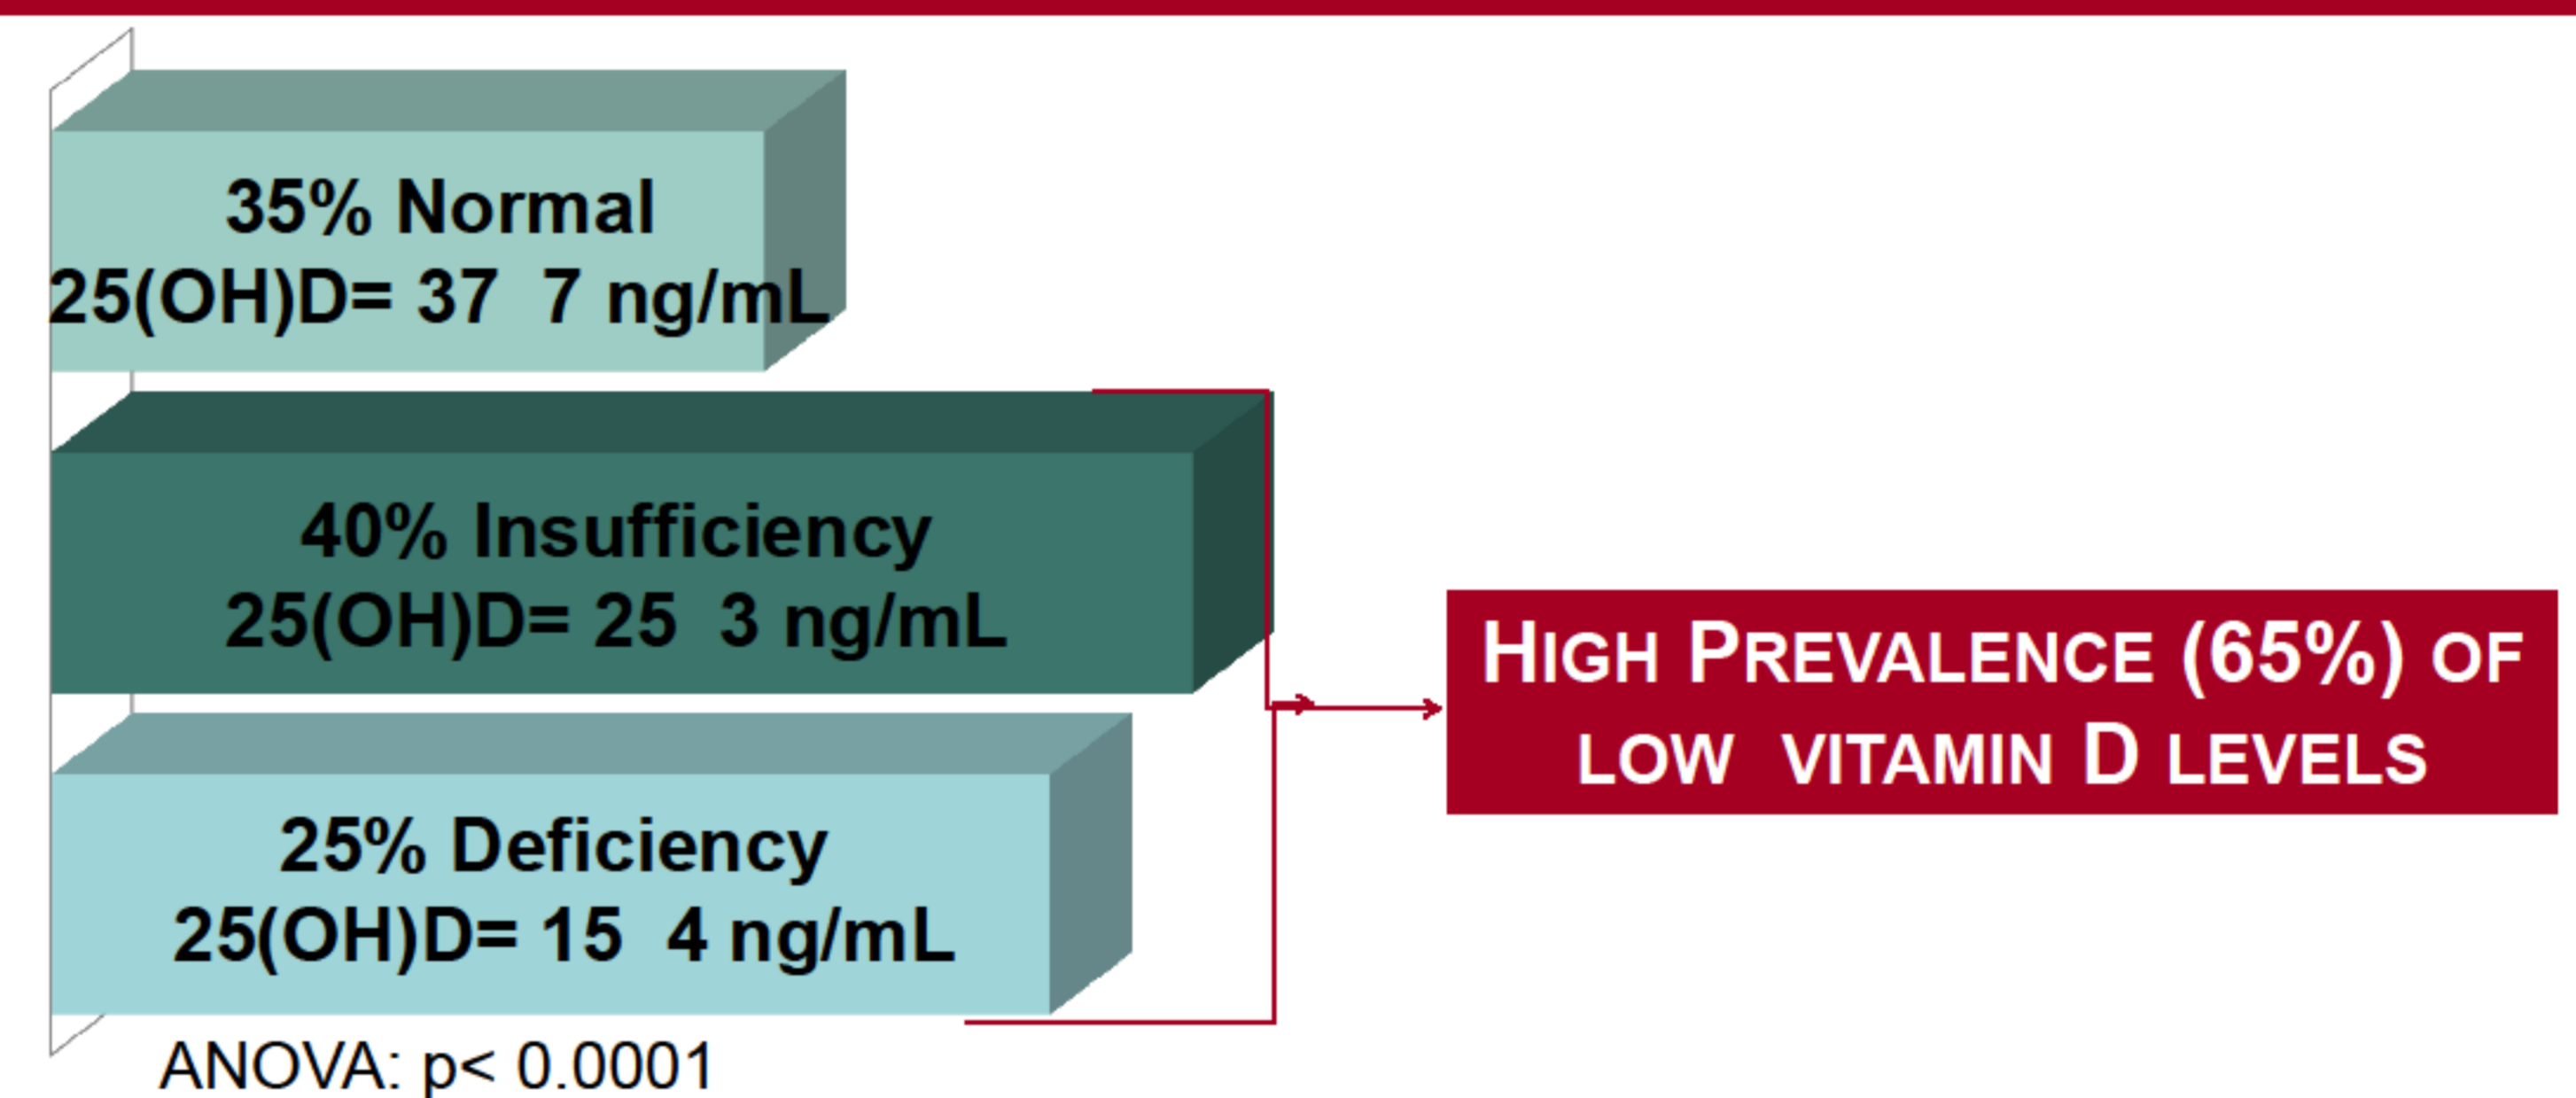 35% Normal
25(OH)D= 37 7 ng/mL
40% Insufficiency
25(OH)D= 25 3 ng/mL
HIGH PREVALENCE (65%) OF
LOW VITAMIN D LEVELS
25% Deficiency
25(OH)D= 15 4 ng/mL
ANOVA: p< 0.0001